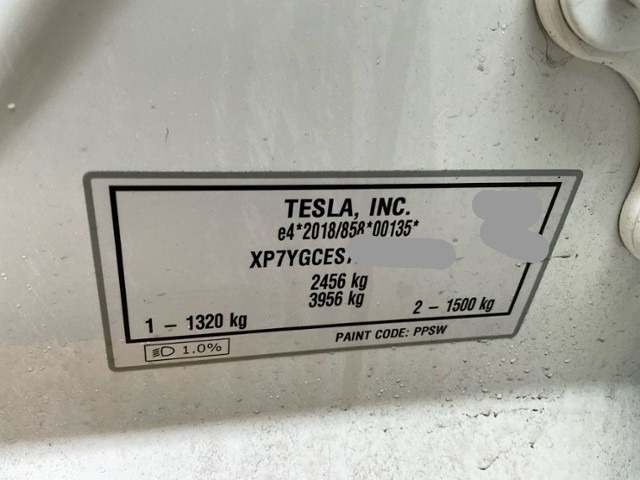 TESLA, INC.
e4*2018/858*00135*
XP7YGCES
2456 kg
3956 kg
1 – 1320 kg
2 – 1500 kg
PAINT CODE: PPSW
1.0%